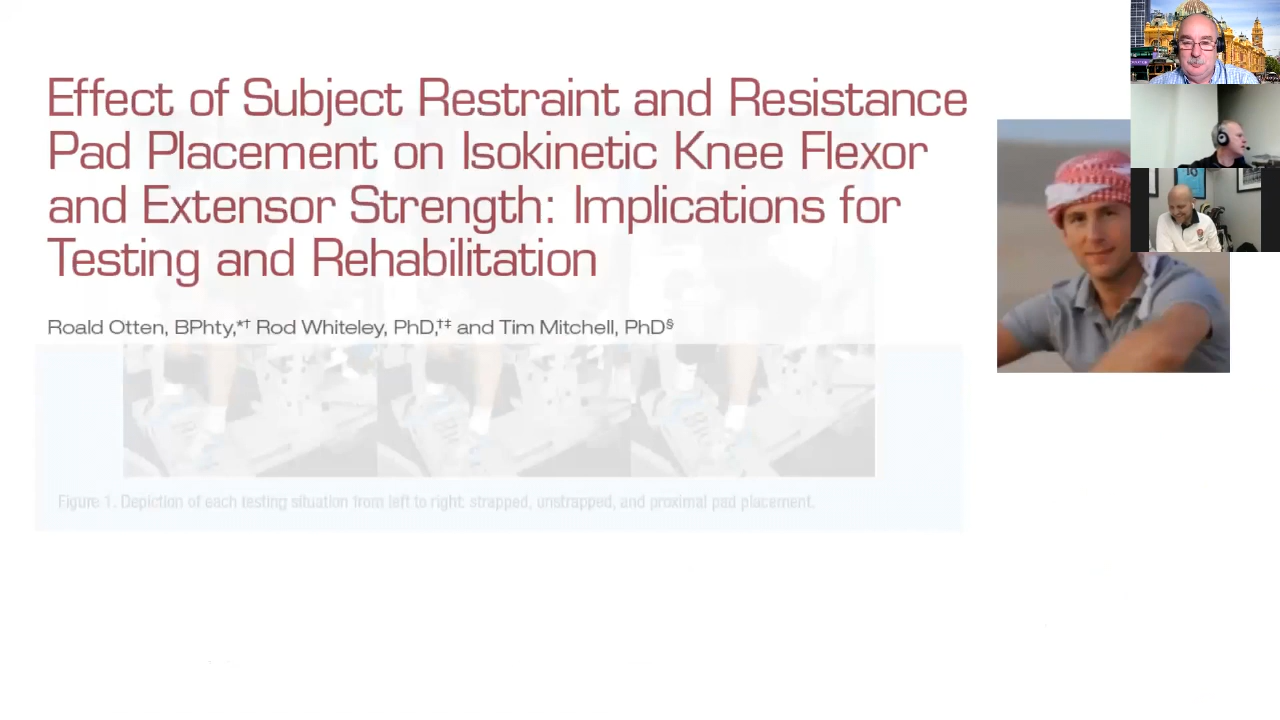 Effect of Subject Restraint and Resistance
Pad Placement on Isokinetic Knee Flexor
and Extensor Strength: Implications for
Testing and Rehabilitation
Roald Otten, BPhty,*† Rod Whiteley, PhD,†‡ and Tim Mitchell, PhD§
Figure 1. Depiction of each testing situation from left to right: strapped, unstrapped, and proximal pad placement.